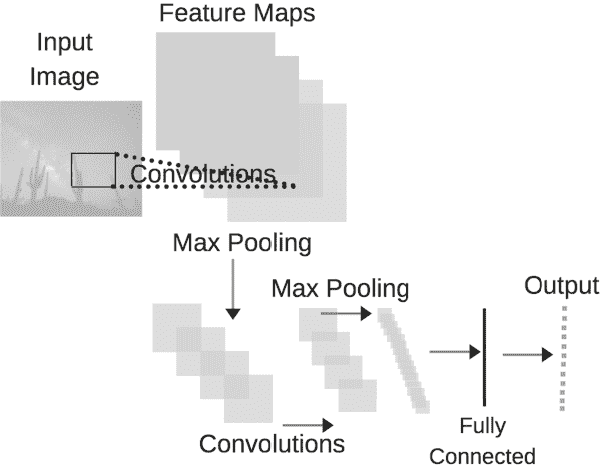 Feature Maps
Input
Image
Convolutions
Max Pooling
Max Pooling
Output
Convolutions
Fully
Connected